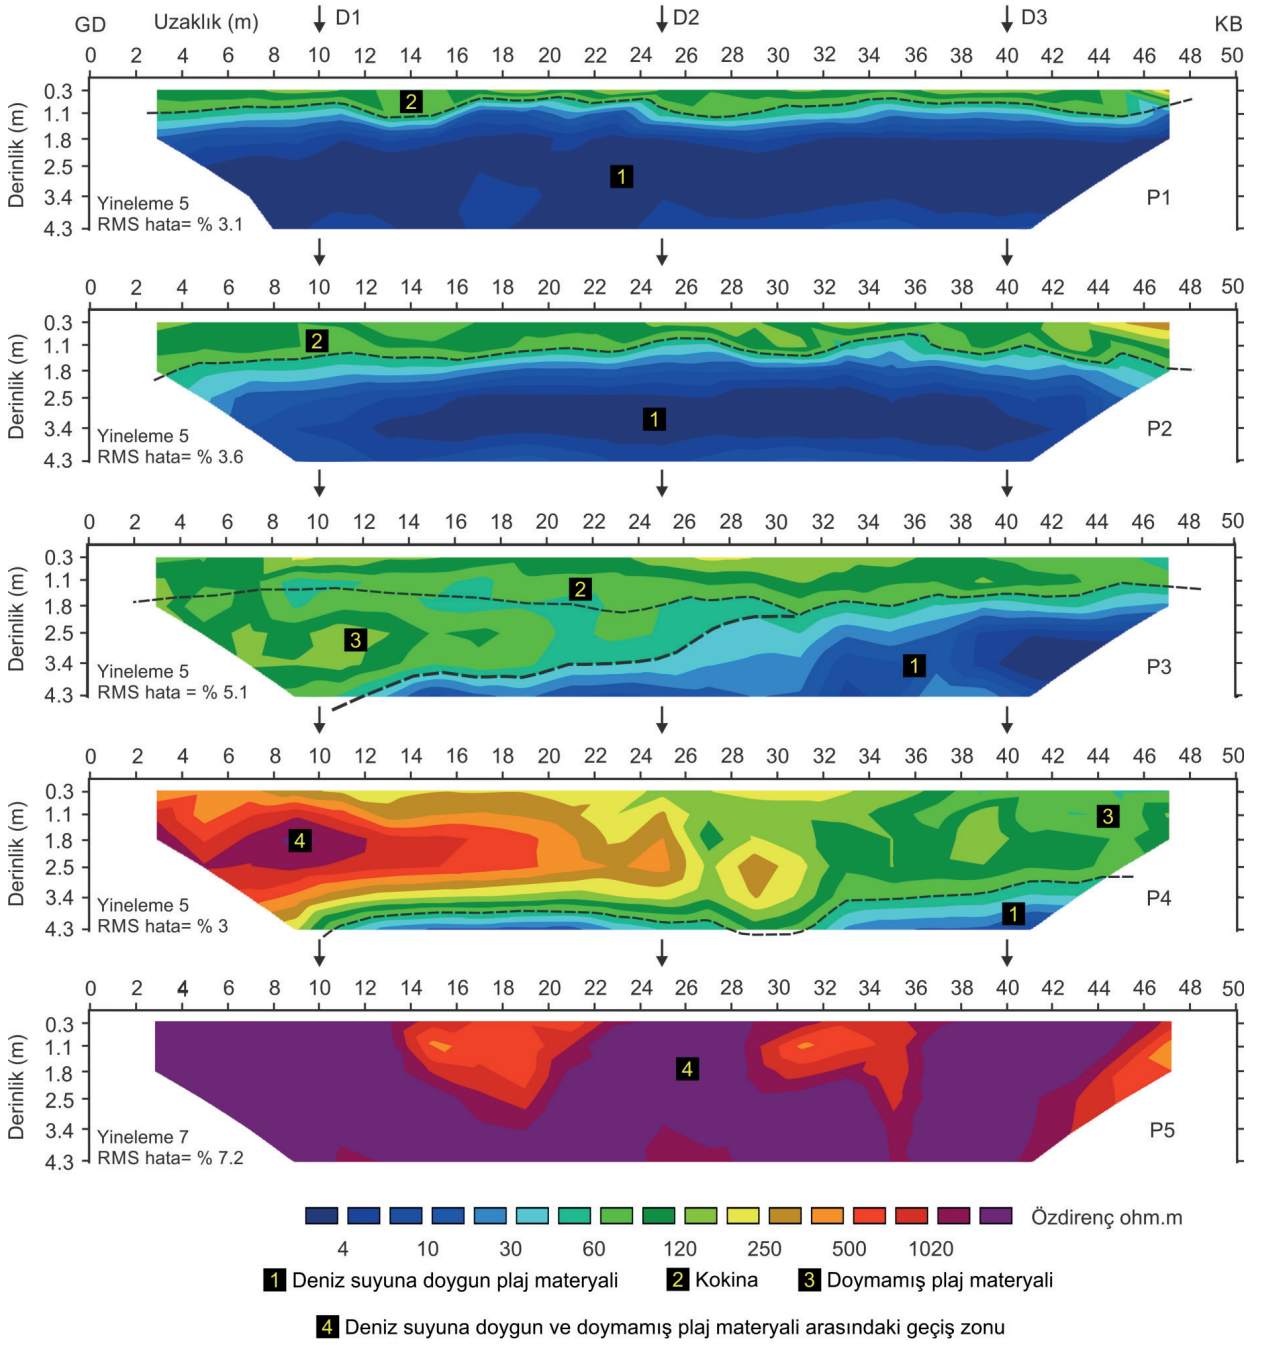 GD Uzaklık (m) D1 D2 D3 KB
0 2 4 6 8 10 12 14 16 18 20 22 24 26 28 30 32 34 36 38 40 42 44 46 48 50
Derinlik (m)
0.3
1.1
1.8
2.5
3.4
4.3
2
1
Yineleme 5
RMS hata= % 3.1
P1
0 2 4 6 8 10 12 14 16 18 20 22 24 26 28 30 32 34 36 38 40 42 44 46 48 50
Derinlik (m)
0.3
1.1
1.8
2.5
3.4
4.3
2
1
Yineleme 5
RMS hata= % 3.6
P2
0 2 4 6 8 10 12 14 16 18 20 22 24 26 28 30 32 34 36 38 40 42 44 46 48 50
Derinlik (m)
0.3
1.1
1.8
2.5
3.4
4.3
2
3
1
Yineleme 5
RMS hata = % 5.1
P3
0 2 4 6 8 10 12 14 16 18 20 22 24 26 28 30 32 34 36 38 40 42 44 46 48 50
Derinlik (m)
0.3
1.1
1.8
2.5
3.4
4.3
3
4
1
Yineleme 5
RMS hata= % 3
P4
0 2 4 6 8 10 12 14 16 18 20 22 24 26 28 30 32 34 36 38 40 42 44 46 48 50
Derinlik (m)
0.3
1.1
1.8
2.5
3.4
4.3
4
Yineleme 7
RMS hata= % 7.2
P5
Özdirenç ohm.m
4 10 30 60 120 250 500 1020
1 Deniz suyuna doygun plaj materyali 2 Kokina 3 Doymamış plaj materyali
4 Deniz suyuna doygun ve doymamış plaj materyali arasındaki geçiş zonu